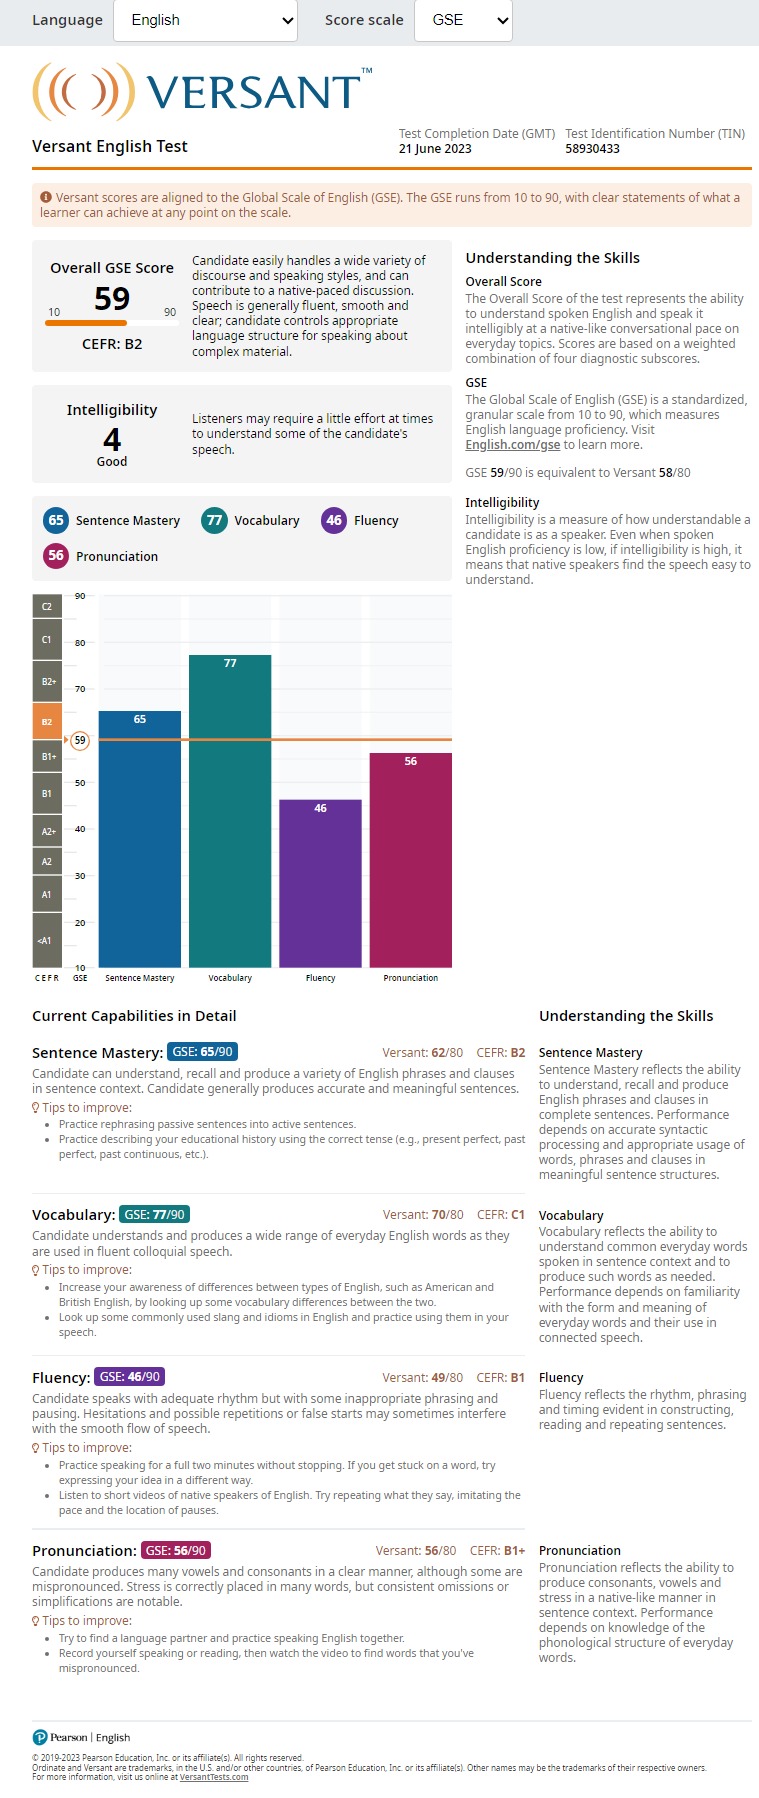 Language English Score scale GSE
VERSANT™
Versant English Test
Test Completion Date (GMT) Test Identification Number (TIN)
21 June 2023 58930433
Versant scores are aligned to the Global Scale of English (GSE). The GSE runs from 10 to 90, with clear statements of what a
learner can achieve at any point on the scale.
Overall GSE Score
59
10 90
CEFR: B2
Candidate easily handles a wide variety of
discourse and speaking styles, and can
contribute to a native-paced discussion.
Speech is generally fluent, smooth and
clear; candidate controls appropriate
language structure for speaking about
complex material.
Intelligibility
4
Good
Listeners may require a little effort at times
to understand some of the candidate's
speech.
65 Sentence Mastery 77 Vocabulary 46 Fluency
56 Pronunciation
Understanding the Skills
Overall Score
The Overall Score of the test represents the ability
to understand spoken English and speak it
intelligibly at a native-like conversational pace on
everyday topics. Scores are based on a weighted
combination of four diagnostic subscores.
GSE
The Global Scale of English (GSE) is a standardized,
granular scale from 10 to 90, which measures
English language proficiency. Visit
English.com/gse to learn more.
GSE 59/90 is equivalent to Versant 58/80
Intelligibility
Intelligibility is a measure of how understandable a
candidate is as a speaker. Even when spoken
English proficiency is low, if intelligibility is high, it
means that native speakers find the speech easy to
understand.
C2
C1
B2+
B2
B1+
B1
A2+
A2
A1
<A1
CEFR
90
80
70
59
50
40
30
20
10
GSE
65
77
46
56
Sentence Mastery Vocabulary Fluency Pronunciation
Current Capabilities in Detail
Sentence Mastery: GSE: 65/90 Versant: 62/80 CEFR: B2
Candidate can understand, recall and produce a variety of English phrases and clauses
in sentence context. Candidate generally produces accurate and meaningful sentences.
Tips to improve:
• Practice rephrasing passive sentences into active sentences.
• Practice describing your educational history using the correct tense (e.g., present perfect, past
perfect, past continuous, etc.).
Vocabulary: GSE: 77/90 Versant: 70/80 CEFR: C1
Candidate understands and produces a wide range of everyday English words as they
are used in fluent colloquial speech.
Tips to improve:
• Increase your awareness of differences between types of English, such as American and
British English, by looking up some vocabulary differences between the two.
• Look up some commonly used slang and idioms in English and practice using them in your
speech.
Fluency: GSE: 46/90 Versant: 49/80 CEFR: B1
Candidate speaks with adequate rhythm but with some inappropriate phrasing and
pausing. Hesitations and possible repetitions or false starts may sometimes interfere
with the smooth flow of speech.
Tips to improve:
• Practice speaking for a full two minutes without stopping. If you get stuck on a word, try
expressing your idea in a different way.
• Listen to short videos of native speakers of English. Try repeating what they say, imitating the
pace and the location of pauses.
Pronunciation: GSE: 56/90 Versant: 56/80 CEFR: B1+
Candidate produces many vowels and consonants in a clear manner, although some are
mispronounced. Stress is correctly placed in many words, but consistent omissions or
simplifications are notable.
Tips to improve:
• Try to find a language partner and practice speaking English together.
• Record yourself speaking or reading, then watch the video to find words that you've
mispronounced.
Understanding the Skills
Sentence Mastery
Sentence Mastery reflects the ability
to understand, recall and produce
English phrases and clauses in
complete sentences. Performance
depends on accurate syntactic
processing and appropriate usage of
words, phrases and clauses in
meaningful sentence structures.
Vocabulary
Vocabulary reflects the ability to
understand common everyday words
spoken in sentence context and to
produce such words as needed.
Performance depends on familiarity
with the form and meaning of
everyday words and their use in
connected speech.
Fluency
Fluency reflects the rhythm, phrasing
and timing evident in constructing,
reading and repeating sentences.
Pronunciation
Pronunciation reflects the ability to
produce consonants, vowels and
stress in a native-like manner in
sentence context. Performance
depends on knowledge of the
phonological structure of everyday
words.
Pearson | English
© 2019-2023 Pearson Education, Inc. or its affiliate(s). All rights reserved.
Ordinate and Versant are trademarks, in the U.S. and/or other countries, of Pearson Education, Inc. or its affiliate(s). Other names may be the trademarks of their respective owners.
For more information, visit us online at VersantTests.com